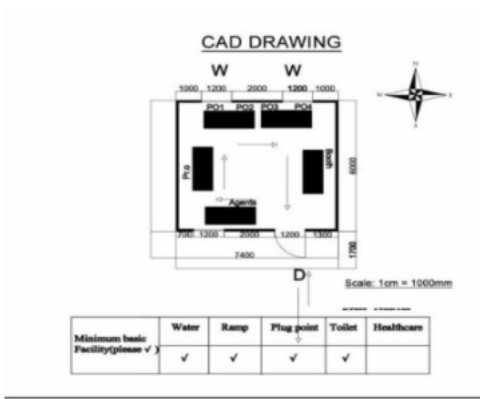 CAD DRAWING
W W
1000 1200 2000 1200 1000
N
W E
S
PO1 PO2 PO3 PO4
Pr.o
Booth
6000
Agents
700 1200 2000 1200 1300
7400
1700
D
Scale: 1cm = 1000mm
Minimum basic Facility(please √ ) Water Ramp Plug point Toilet Healthcare
√ √ √ √